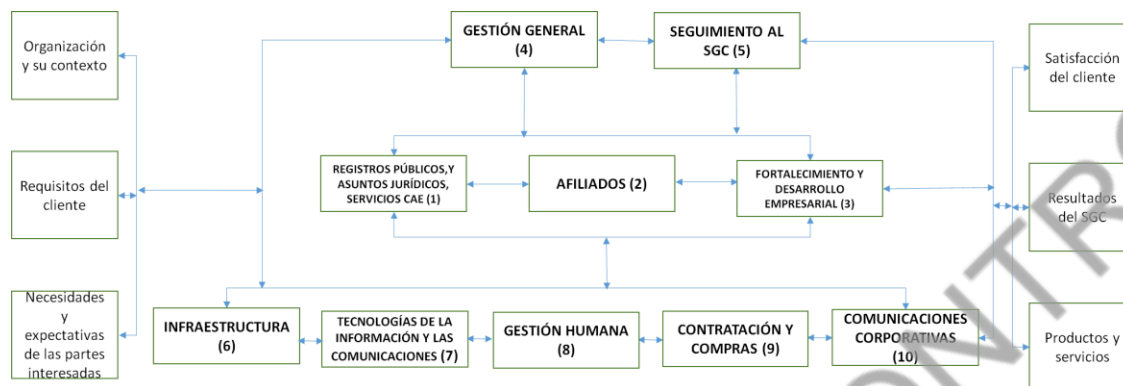 Organización
y su contexto
GESTIÓN GENERAL
(4)
SEGUIMIENTO AL
SGC (5)
Satisfacción
del cliente
Requisitos del
cliente
REGISTROS PÚBLICOS,Y
ASUNTOS JURÍDICOS,
SERVICIOS CAE (1)
AFILIADOS (2)
FORTALECIMIENTO Y
DESARROLLO
EMPRESARIAL (3)
Resultados
del SGC
Necesidades
y
expectativas
de las partes
interesadas
INFRAESTRUCTURA
(6)
TECNOLOGÍAS DE LA
INFORMACIÓN Y LAS
COMUNICACIONES (7)
GESTIÓN HUMANA
(8)
CONTRATACIÓN Y
COMPRAS (9)
COMUNICACIONES
CORPORATIVAS
(10)
Productos y
servicios